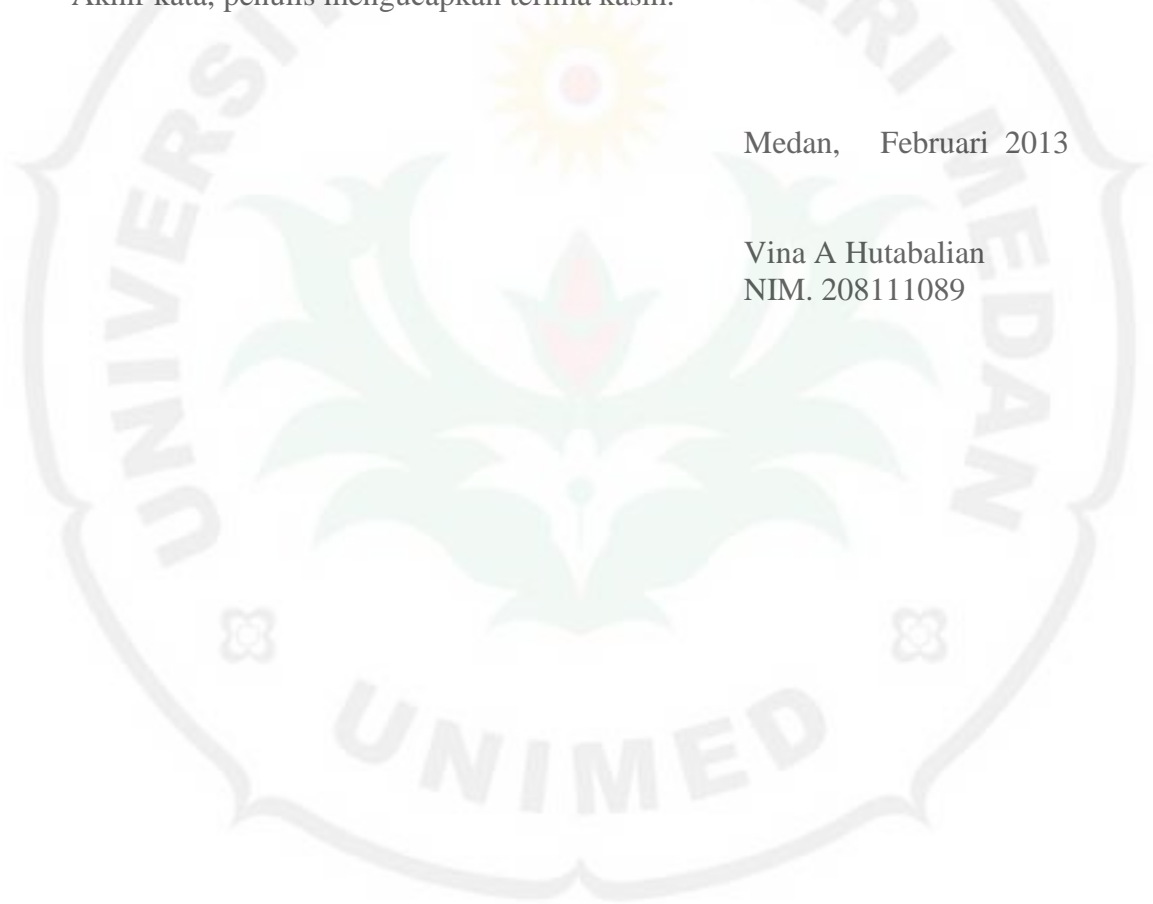 Akhir kata, penulis mengucapkan terima kasih.
Medan, Februari 2013
Vina A Hutabalian
NIM. 208111089
UNIMED